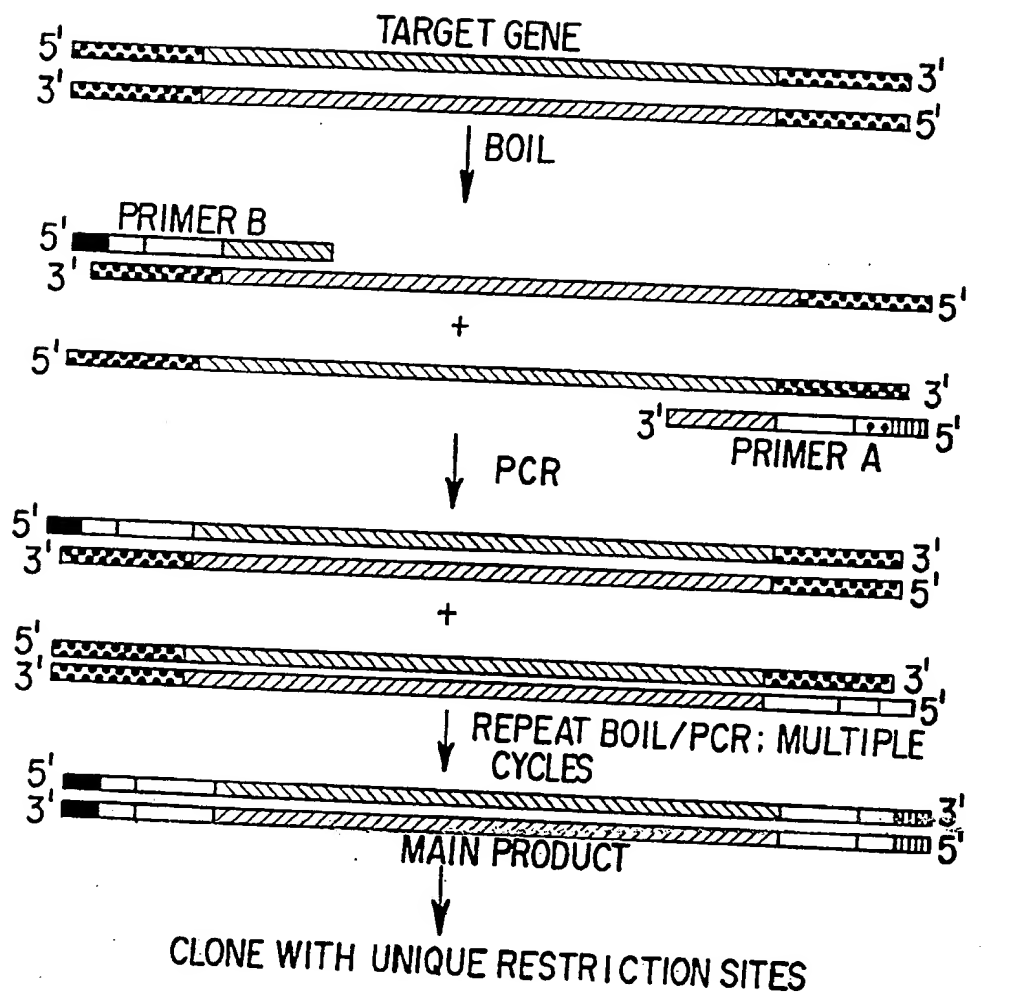 TARGET GENE
5' 3'
3' 5'
BOIL
PRIMER B
5'
3' 5'
+
5' 3'
3' 5'
PRIMER A
PCR
5' 3'
3' 5'
+
5' 3'
3' 5'
REPEAT BOIL/PCR: MULTIPLE
CYCLES
5' 3'
3' 5'
MAIN PRODUCT
CLONE WITH UNIQUE RESTRICTION SITES